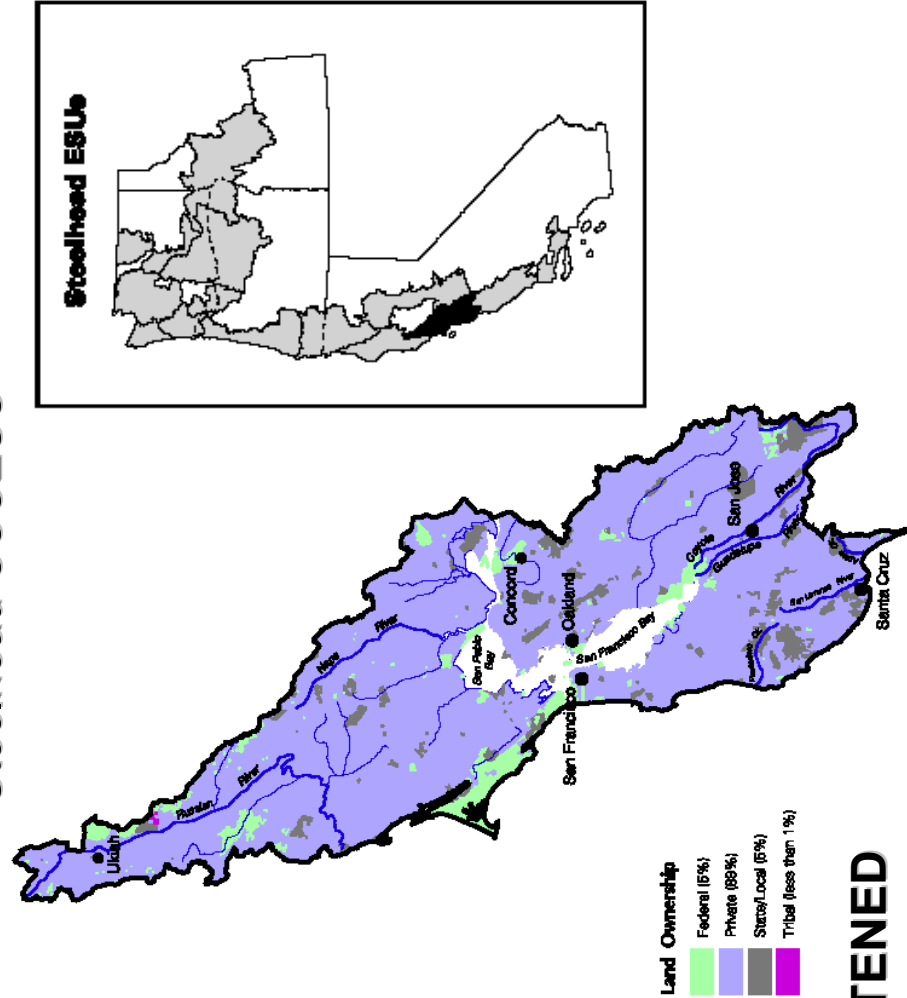 Steelhead ESUs
Ukiah
Russian River
Napa River
San Pablo
Bay
Concord
Oakland
San Francisco Bay
San Francisco
Coyote River
Guadalupe River
San Jose
San Lorenzo River
Santa Cruz
Land Ownership
Federal (5%)
Private (89%)
State/Local (5%)
Tribal (less than 1%)
TENED